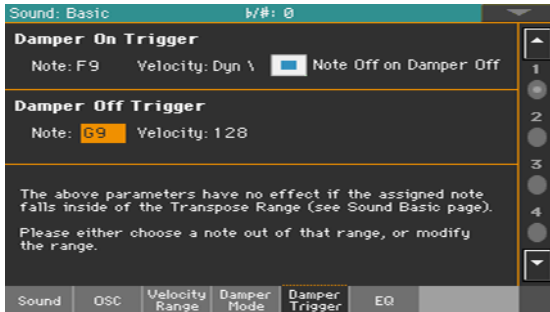 Sound: Basic ♭/#: 0
Damper On Trigger
Note: F9 Velocity: Dyn \ Note Off on Damper Off
Damper Off Trigger
Note: G9 Velocity: 128
The above parameters have no effect if the assigned note
falls inside of the Transpose Range (see Sound Basic page).
Please either choose a note out of that range, or modify
the range.
1
2
3
4
Sound OSC Velocity Range Damper Mode Damper Trigger EQ